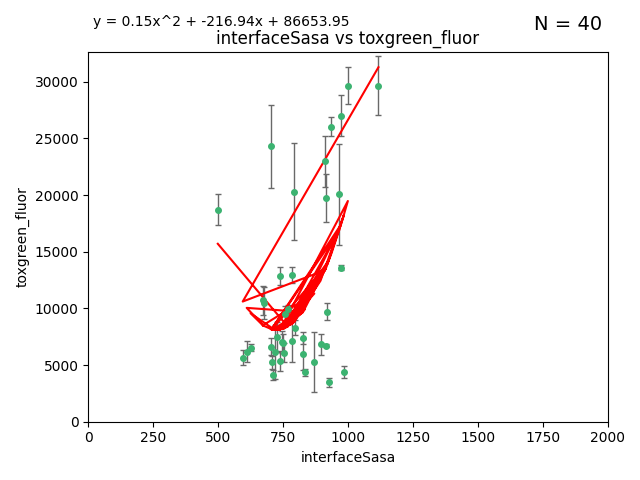 y = 0.15x^2 + -216.94x + 86653.95
N = 40
interfaceSasa vs toxgreen_fluor
30000
25000
20000
15000
10000
5000
0
toxgreen_fluor
0 250 500 750 1000 1250 1500 1750 2000
interfaceSasa